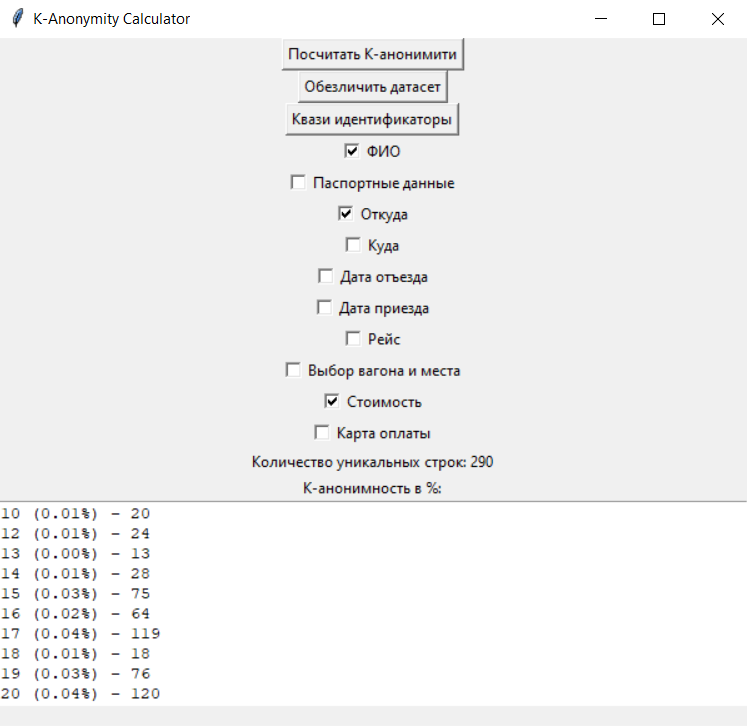 K-Anonymity Calculator
Посчитать К-анонимити
Обезличить датасет
Квази идентификаторы
ФИО
Паспортные данные
Откуда
Куда
Дата отъезда
Дата приезда
Рейс
Выбор вагона и места
Стоимость
Карта оплаты
Количество уникальных строк: 290
К-анонимность в %:
10 (0.01%) - 20
12 (0.01%) - 24
13 (0.00%) - 13
14 (0.01%) - 28
15 (0.03%) - 75
16 (0.02%) - 64
17 (0.04%) - 119
18 (0.01%) - 18
19 (0.03%) - 76
20 (0.04%) - 120